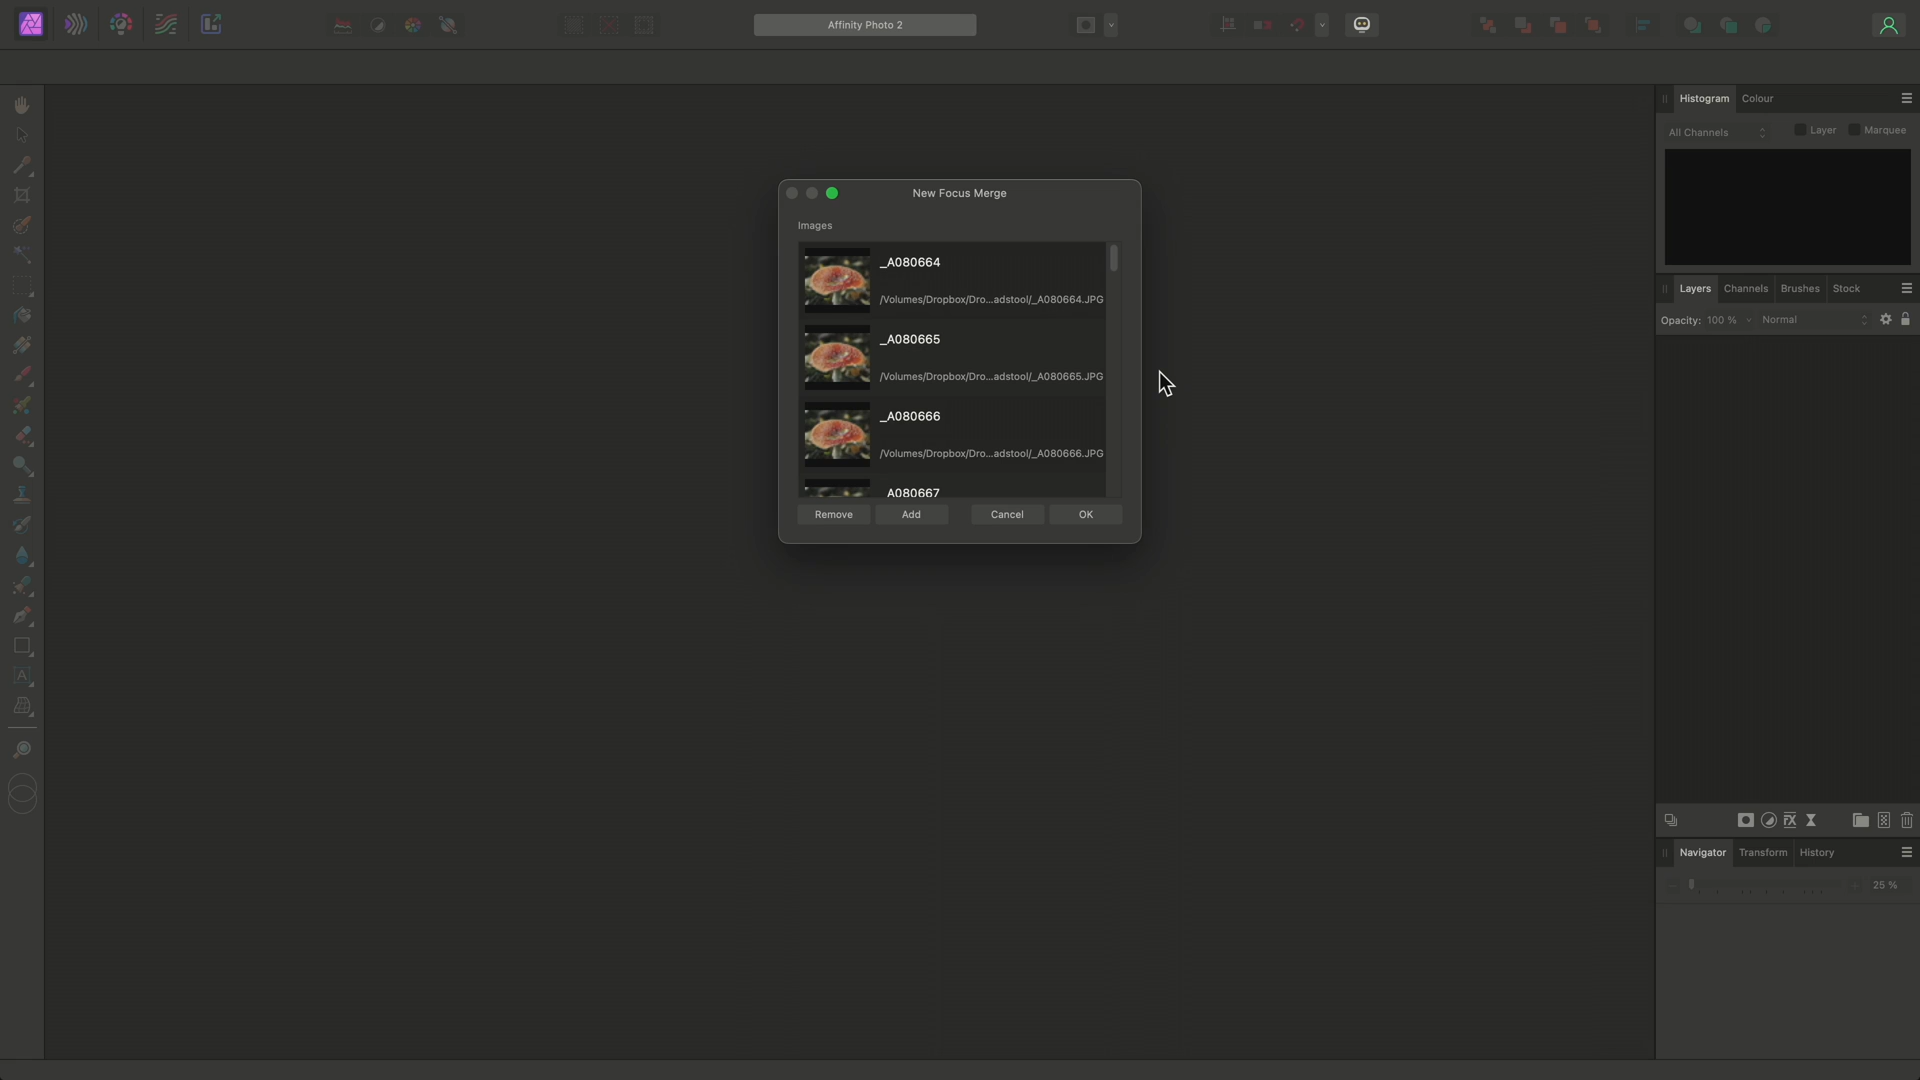 Affinity Photo 2
Histogram Colour
All Channels Layer Marquee
New Focus Merge
Images
_A080664
/Volumes/Dropbox/Dro...adstool/_A080664.JPG
_A080665
/Volumes/Dropbox/Dro...adstool/_A080665.JPG
_A080666
/Volumes/Dropbox/Dro...adstool/_A080666.JPG
_A080667
Remove Add Cancel OK
Layers Channels Brushes Stock
Opacity: 100 % Normal
Navigator Transform History
25 %